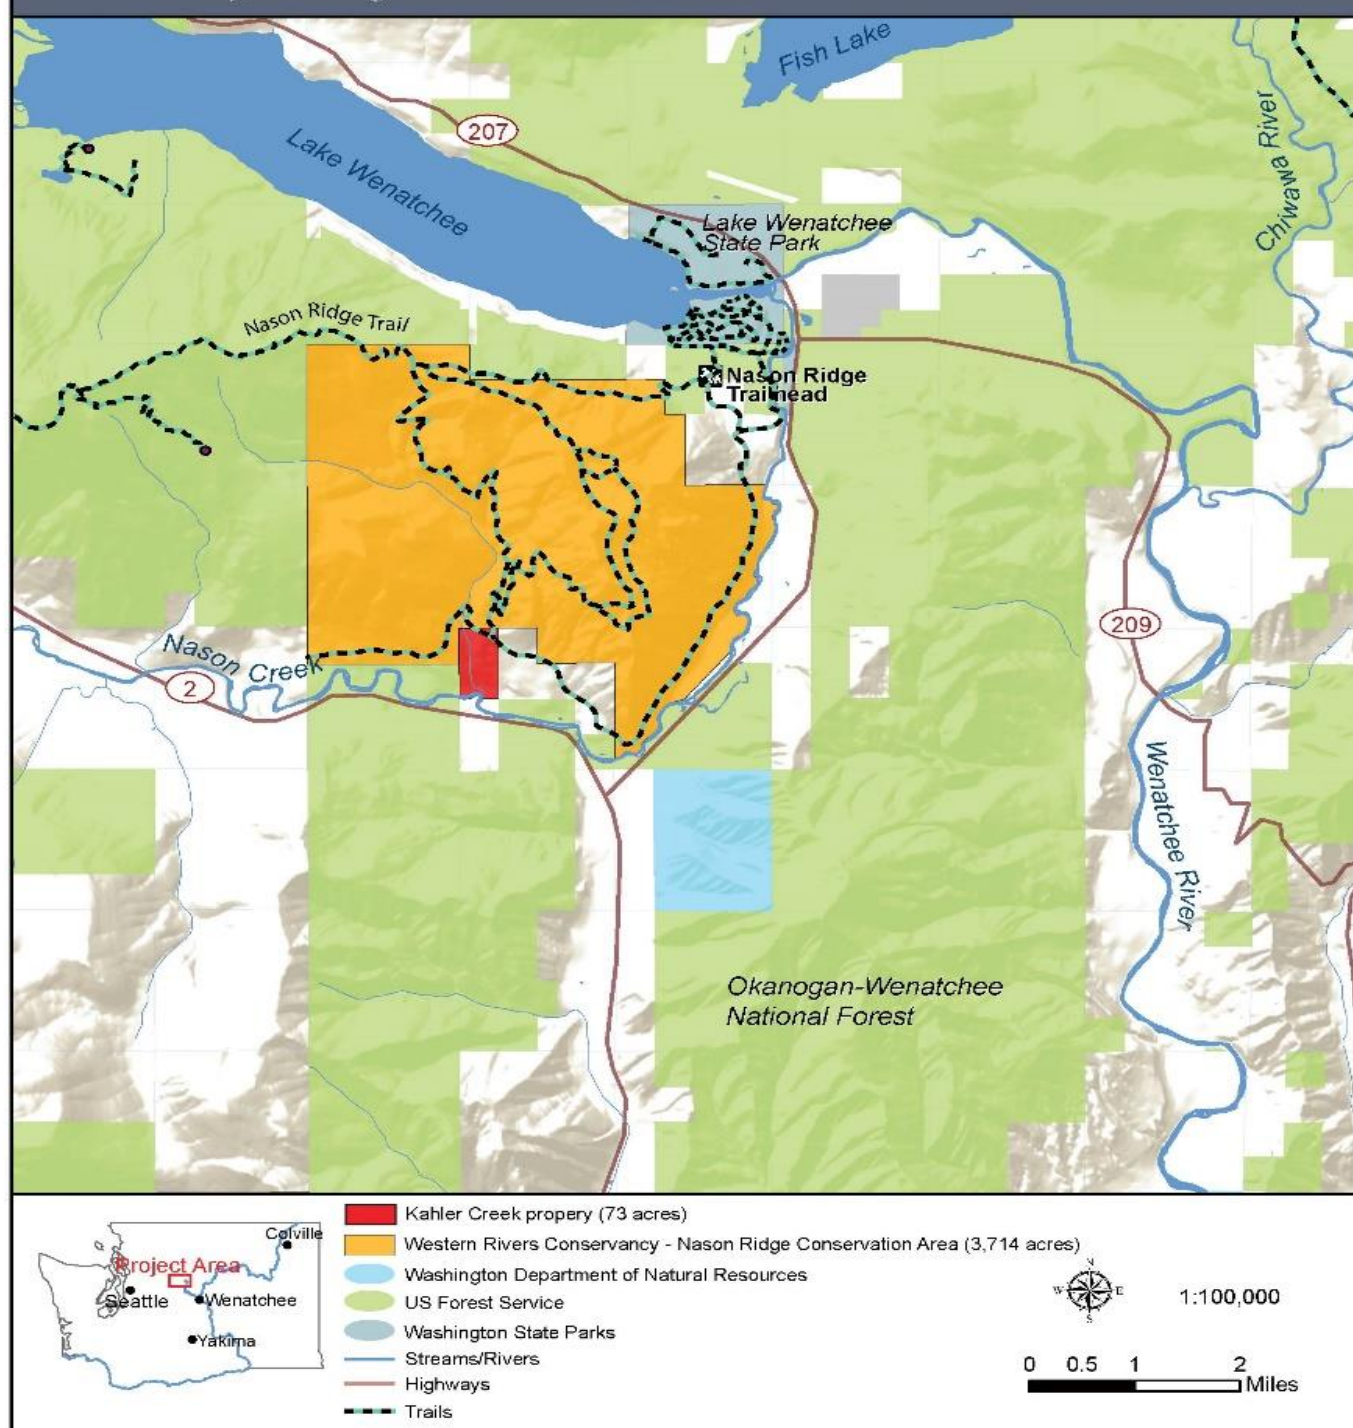 Fish Lake
Chiwawa River
207
Lake Wenatchee
Lake Wenatchee
State Park
Nason Ridge Trail
Nason Ridge
Trailhead
209
Nason Creek
2
Wenatchee River
Okanogan-Wenatchee
National Forest
Colville
Project Area
Seattle
Wenatchee
Yakima
Kahler Creek propery (73 acres)
Western Rivers Conservancy - Nason Ridge Conservation Area (3,714 acres)
Washington Department of Natural Resources
US Forest Service
Washington State Parks
Streams/Rivers
Highways
Trails
N
W
E
S
1:100,000
0 0.5 1 2
Miles